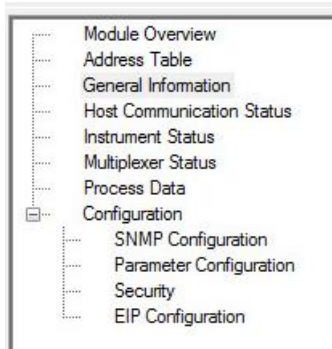 Module Overview
Address Table
General Information
Host Communication Status
Instrument Status
Multiplexer Status
Process Data
Configuration
SNMP Configuration
Parameter Configuration
Security
EIP Configuration